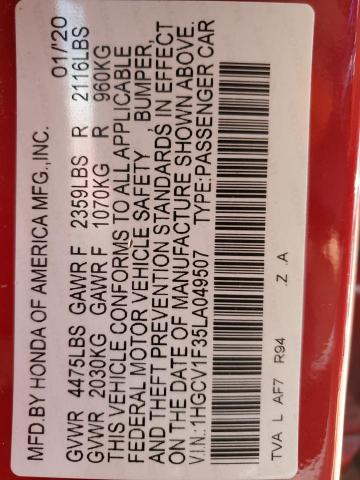 MFD.BY HONDA OF AMERICA MFG.,INC. 01/'20
GVWR 4475LBS GAWR F 2359LBS R 2116LBS
GVWR 2030KG GAWR F 1070KG R 960KG
THIS VEHICLE CONFORMS TO ALL APPLICABLE
FEDERAL MOTOR VEHICLE SAFETY BUMPER,
AND THEFT PREVENTION STANDARDS IN EFFECT
ON THE DATE OF MANUFACTURE SHOWN ABOVE.
V.I.N.:1HGCV1F35LA049507 TYPE:PASSENGER CAR
TVA L AF7 R94 .Z .A